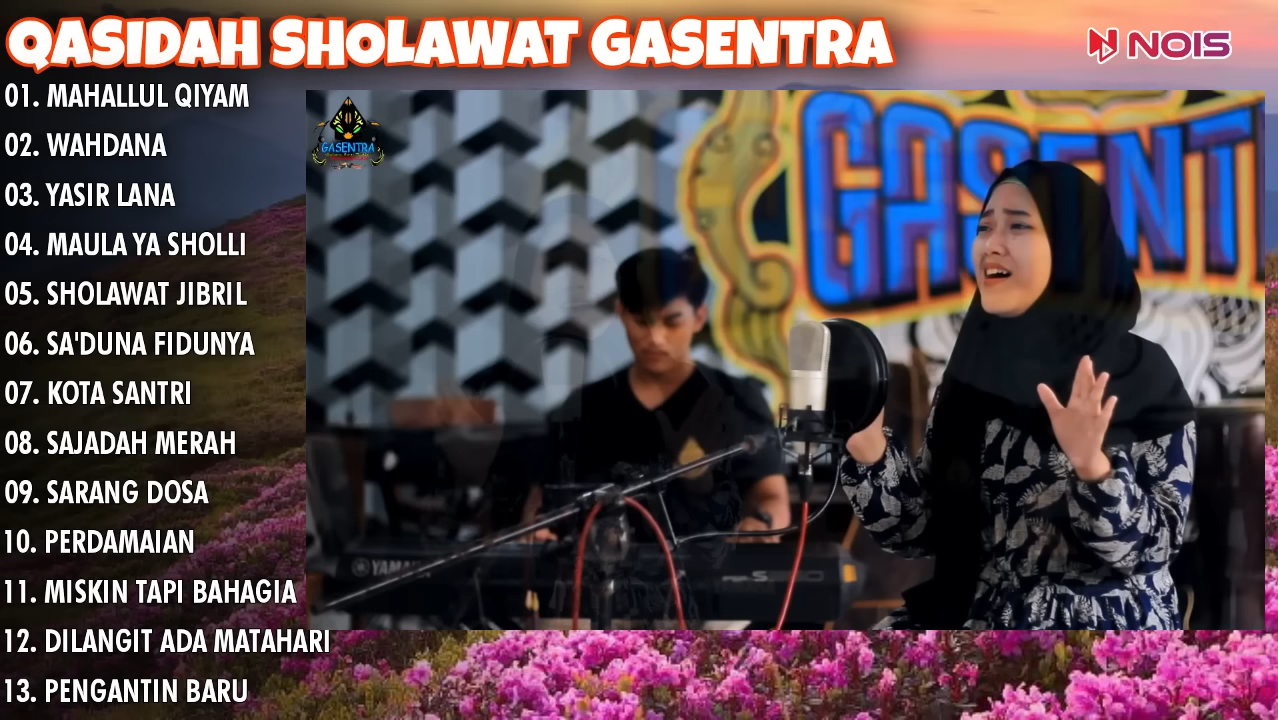 QASIDAH SHOLAWAT GASENTRA
NOIS
01. MAHALLUL QIYAM
02. WAHDANA
03. YASIR LANA
04. MAULA YA SHOLLI
05. SHOLAWAT JIBRIL
06. SA'DUNA FIDUNYA
07. KOTA SANTRI
08. SAJADAH MERAH
09. SARANG DOSA
10. PERDAMAIAN
11. MISKIN TAPI BAHAGIA
12. DILANGIT ADA MATAHARI
13. PENGANTIN BARU
GASENTRA
GASENT
YAMAHA